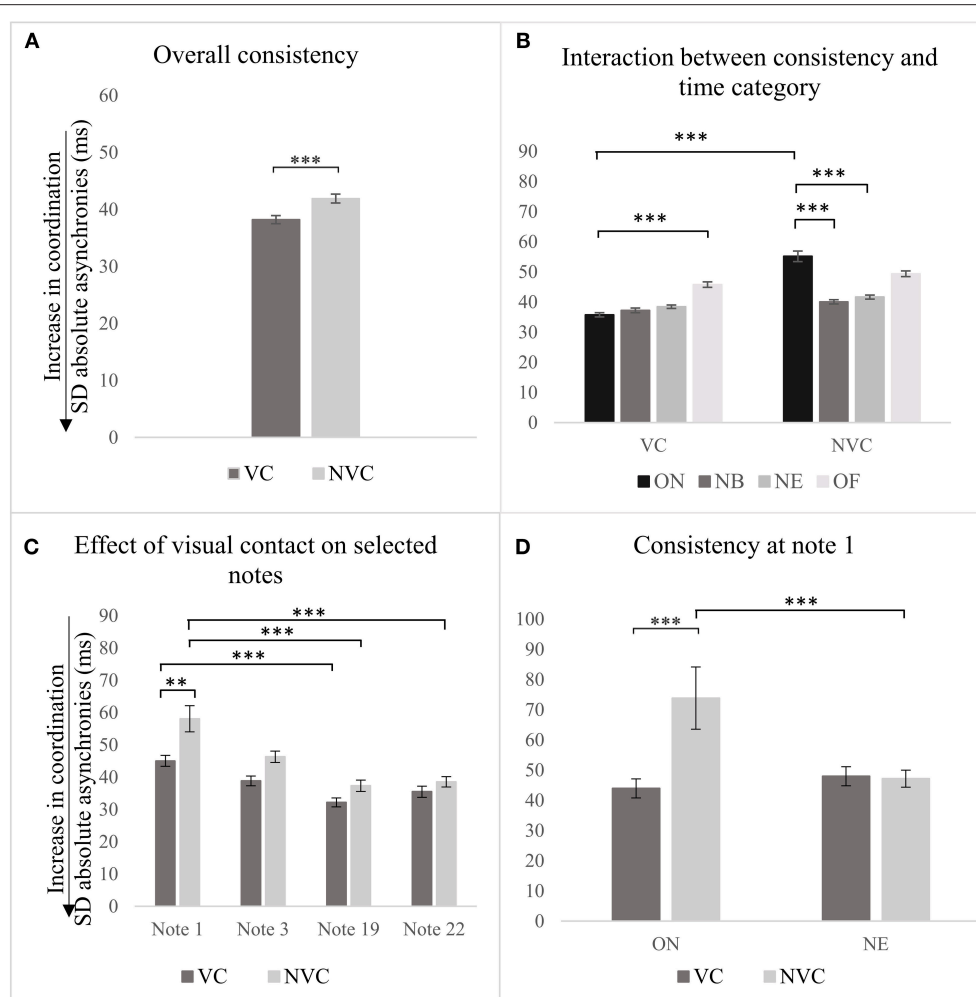 A
Overall consistency
Increase in coordination
SD absolute asynchronies (ms)
60
50
40
30
20
10
0
***
VC NVC
B
Interaction between consistency and
time category
90
80
70
60
50
40
30
20
10
0
***
***
***
***
VC NVC
ON NB NE OF
C
Effect of visual contact on selected
notes
Increase in coordination
SD absolute asynchronies (ms)
90
80
70
60
50
40
30
20
10
0
***
***
***
**
Note 1 Note 3 Note 19 Note 22
VC NVC
D
Consistency at note 1
100
90
80
70
60
50
40
30
20
10
0
***
***
ON NE
VC NVC